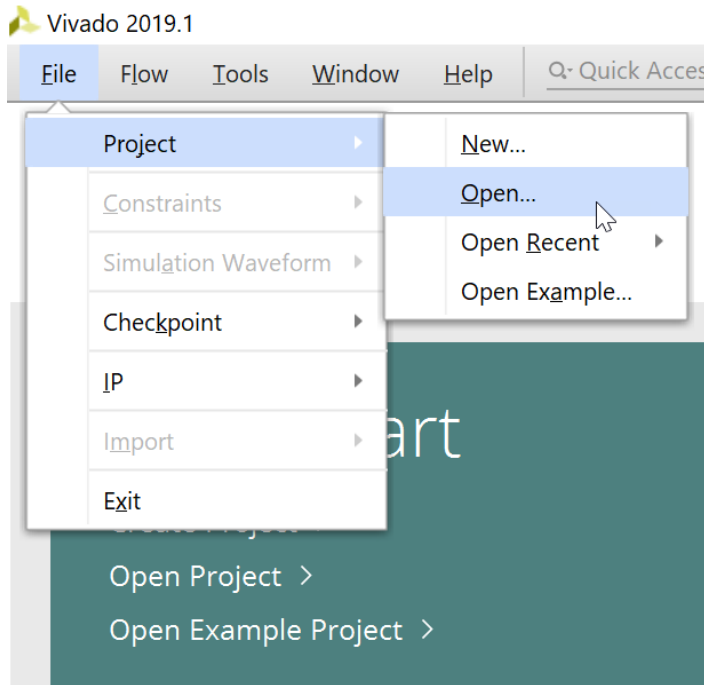 Vivado 2019.1
File Flow Tools Window Help Quick Acces
Project
New...
Constraints
Open...
Simulation Waveform
Open Recent
Checkpoint
Open Example...
IP
Import
art
Exit
Open Project >
Open Example Project >